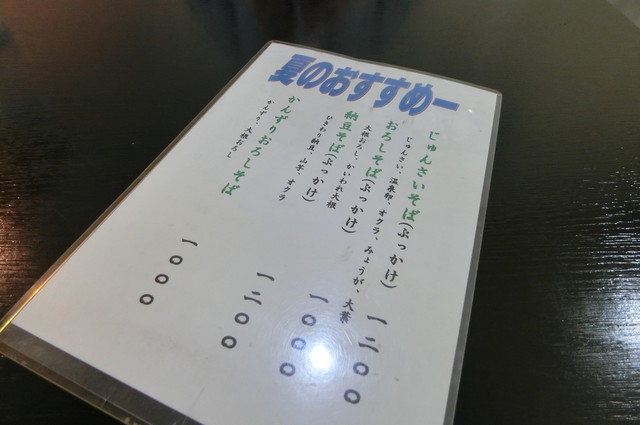 夏のおすすめー
じゅんさいそば(ぶっかけ)
じゅんさい、温泉卵、オクラ、みょうが、大葉
一二〇〇
おろしそば(ぶっかけ)
大根おろし、かいわれ大根
一〇〇〇
納豆そば(ぶっかけ)
ひきわり納豆、山芋、オクラ
一二〇〇
かんずりおろしそば
かんずり、大根おろし
一〇〇〇